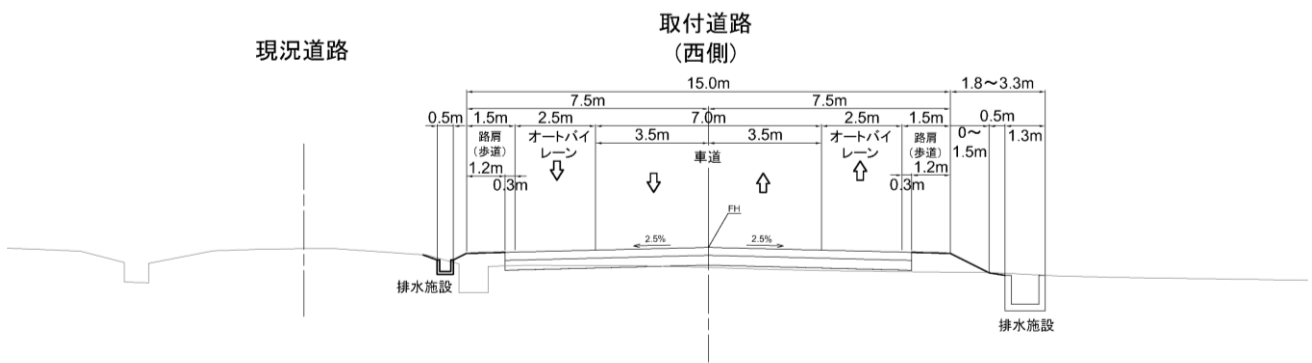 取付道路
(西側)
現況道路
15.0m
1.8～3.3m
7.5m 7.5m
0.5m 1.5m 2.5m 7.0m 2.5m 1.5m 0.5m
路肩
(歩道)
オートバイ
レーン
3.5m 3.5m
車道
オートバイ
レーン
路肩
(歩道)
0～
1.5m
1.3m
1.2m
0.3m
0.3m
1.2m
FH
2.5% 2.5%
排水施設
排水施設